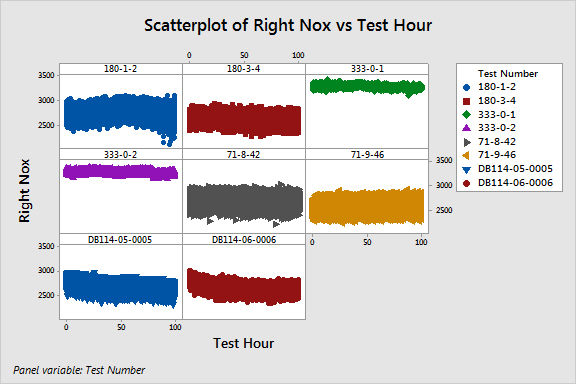 Scatterplot of Right Nox vs Test Hour
0 50 100
180-1-2 180-3-4 333-0-1
3500
3000
2500
333-0-2 71-8-42 71-9-46
3500
3000
2500
0 50 100
DB114-05-0005 DB114-06-0006
3500
3000
2500
0 50 100
Right Nox
Test Hour
Test Number
180-1-2
180-3-4
333-0-1
333-0-2
71-8-42
71-9-46
DB114-05-0005
DB114-06-0006
Panel variable: Test Number